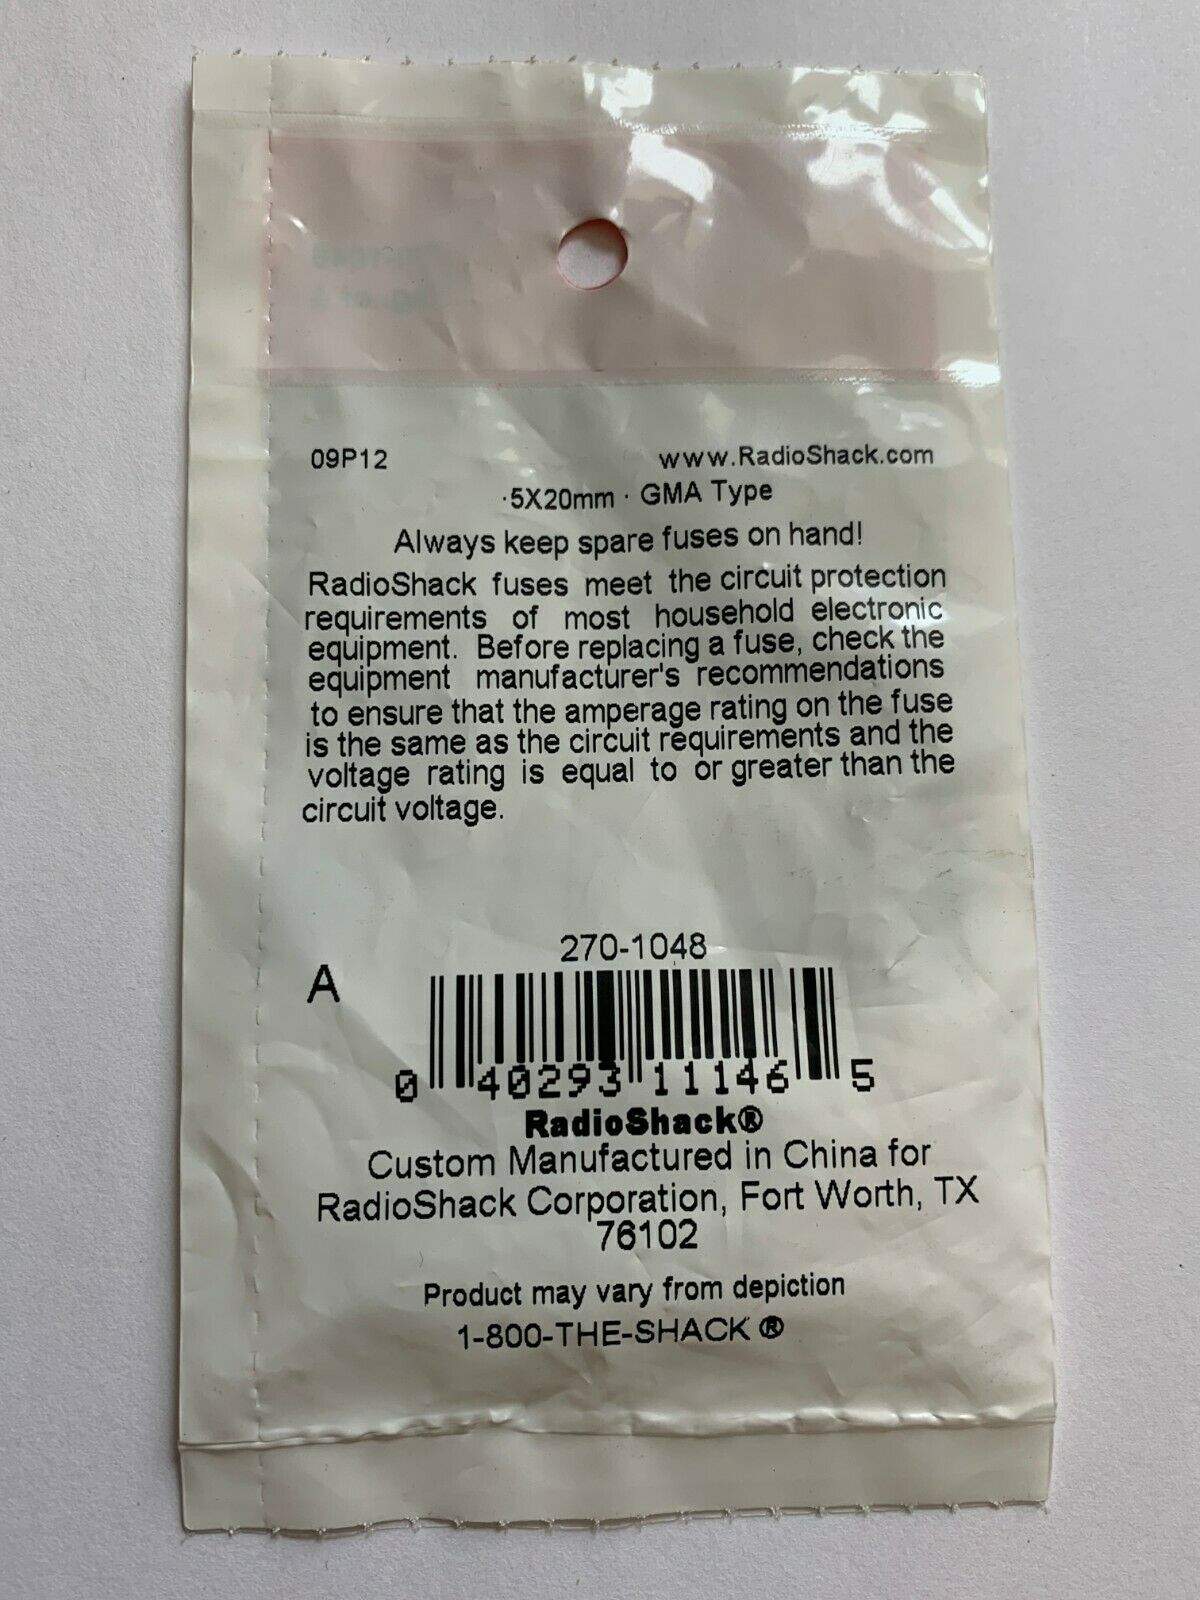 09P12 www.RadioShack.com
·5X20mm · GMA Type
Always keep spare fuses on hand!
RadioShack fuses meet the circuit protection
requirements of most household electronic
equipment. Before replacing a fuse, check the
equipment manufacturer's recommendations
to ensure that the amperage rating on the fuse
is the same as the circuit requirements and the
voltage rating is equal to or greater than the
circuit voltage.
270-1048
A
0 40293 11146 5
RadioShack®
Custom Manufactured in China for
RadioShack Corporation, Fort Worth, TX
76102
Product may vary from depiction
1-800-THE-SHACK ®